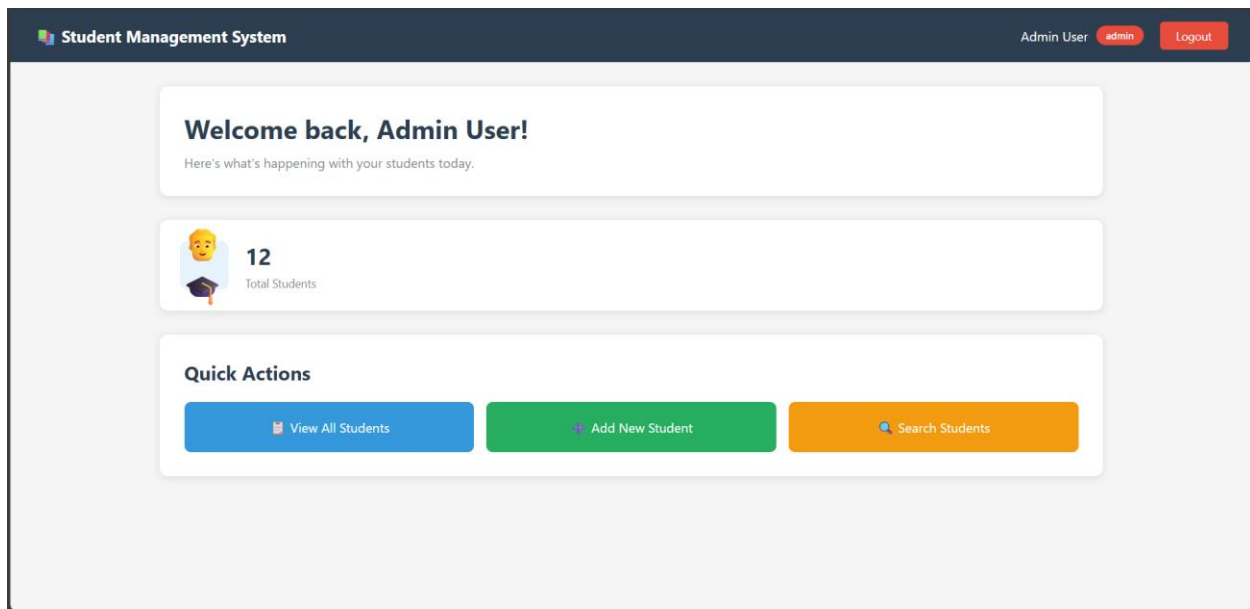 Student Management System
Admin User admin Logout
Welcome back, Admin User!
Here's what's happening with your students today.
12
Total Students
Quick Actions
View All Students
Add New Student
Search Students